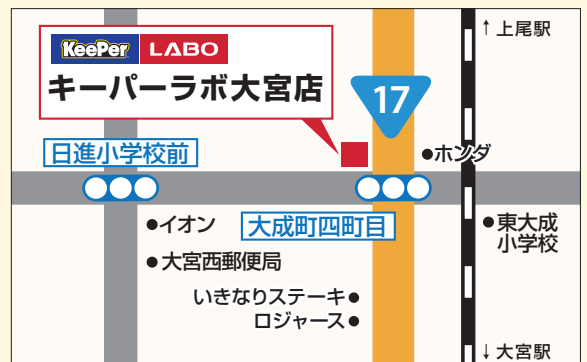 ↑上尾駅
KeePer LABO
キーパーラボ大宮店
17
日進小学校前
●ホンダ
●イオン
大成町四町目
●東大成
小学校
●大宮西郵便局
いきなりステーキ●
ロジャース●
↓大宮駅